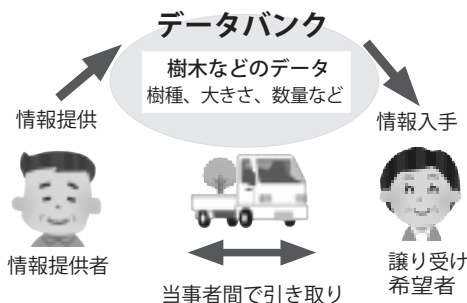 データバンク
樹木などのデータ
樹種、大きさ、数量など
情報提供
情報入手
情報提供者
譲り受け
希望者
当事者間で引き取り